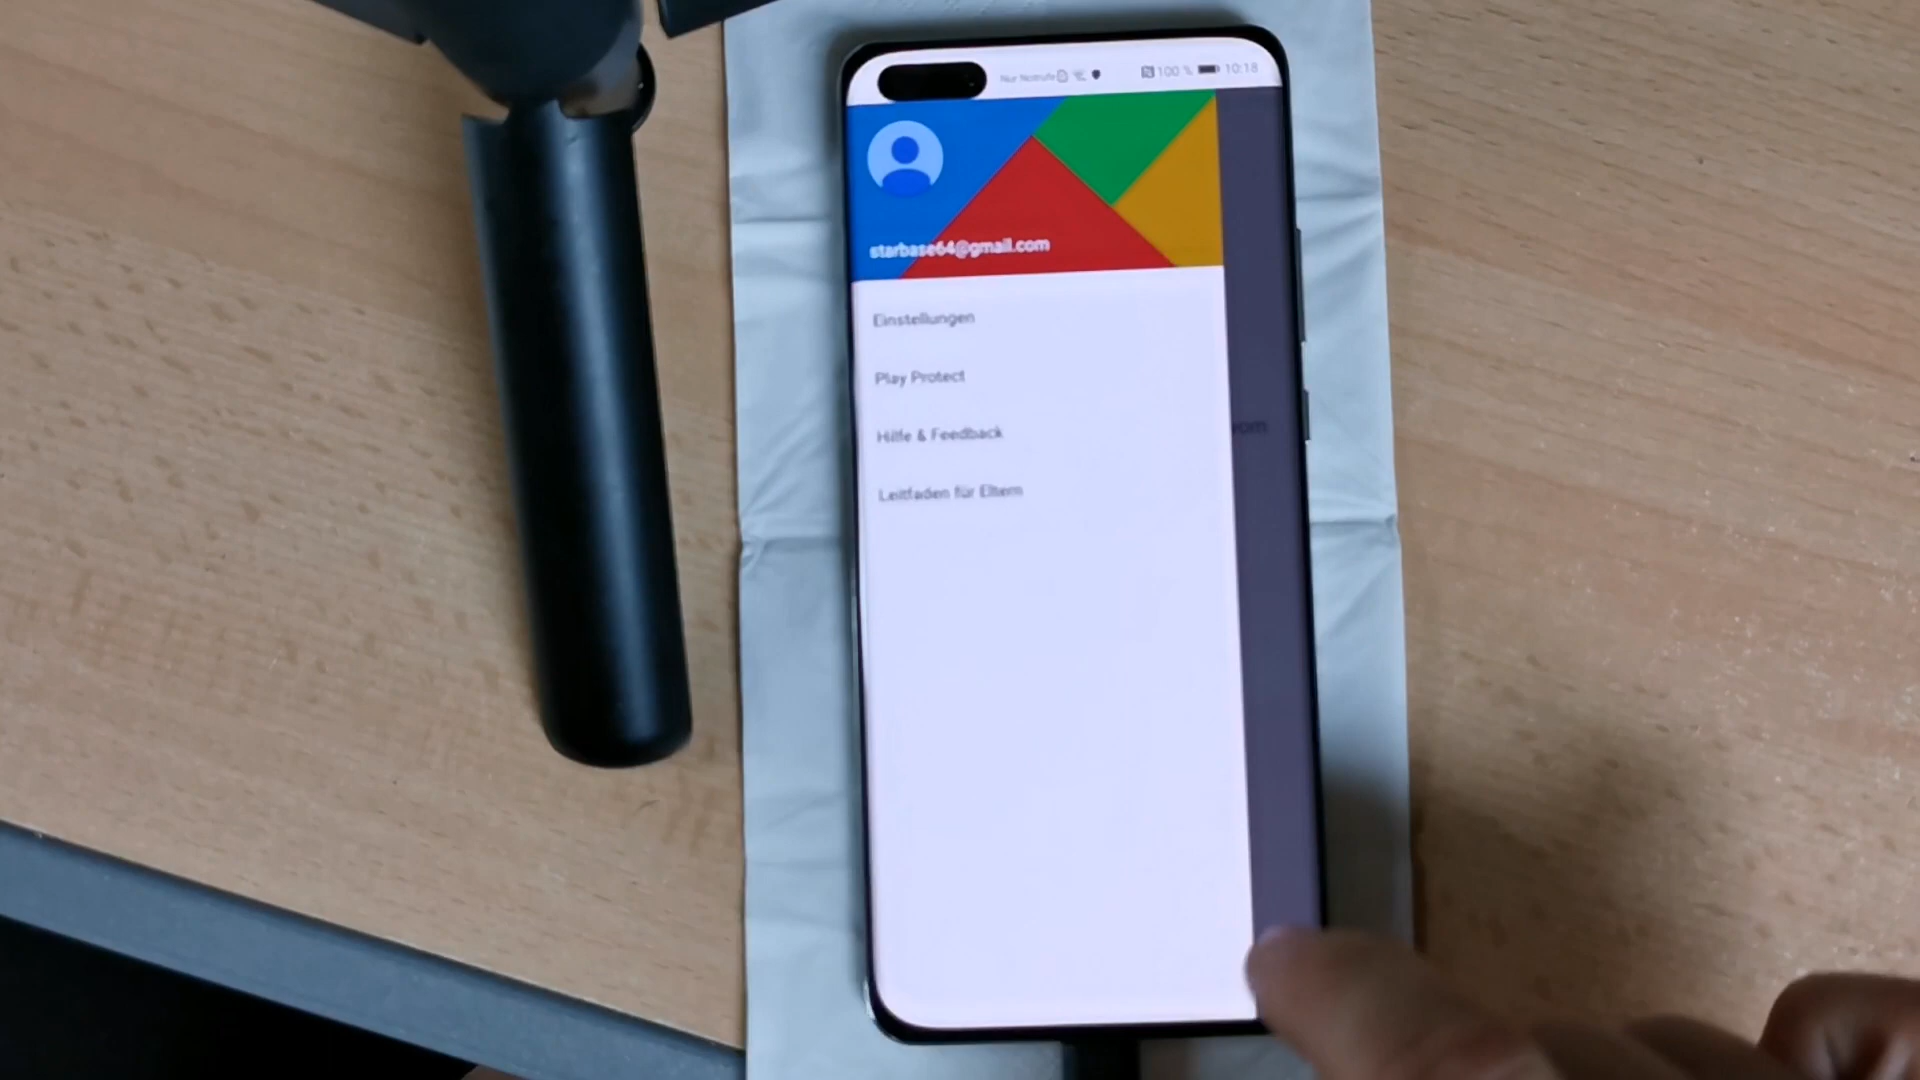 Nur Notrufe 100 % 10:18
starbase64@gmail.com
Einstellungen
Play Protect
Hilfe & Feedback
Leitfaden für Eltern